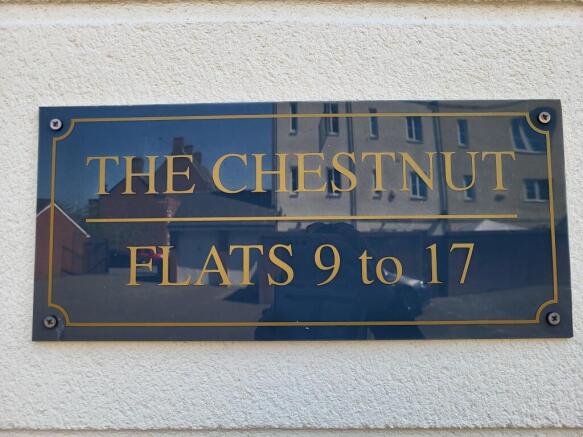 THE CHESTNUT
FLATS 9 to 17